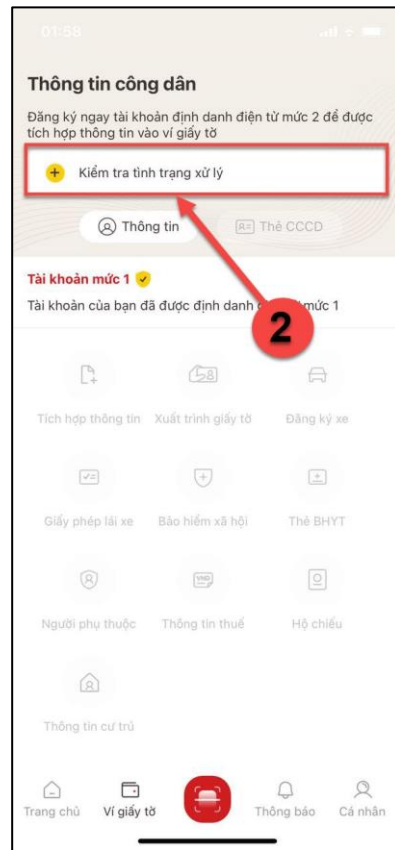 01:58
Thông tin công dân
Đăng ký ngay tài khoản định danh điện tử mức 2 để được
tích hợp thông tin vào ví giấy tờ
Kiểm tra tình trạng xử lý
Thông tin
Thẻ CCCD
Tài khoản mức 1
Tài khoản của bạn đã được định danh mức 1
2
Tích hợp thông tin
Xuất trình giấy tờ
Đăng ký xe
Giấy phép lái xe
Bảo hiểm xã hội
Thẻ BHYT
Người phụ thuộc
VND
Thông tin thuế
Hộ chiếu
Thông tin cư trú
Trang chủ
Ví giấy tờ
Thông báo
Cá nhân